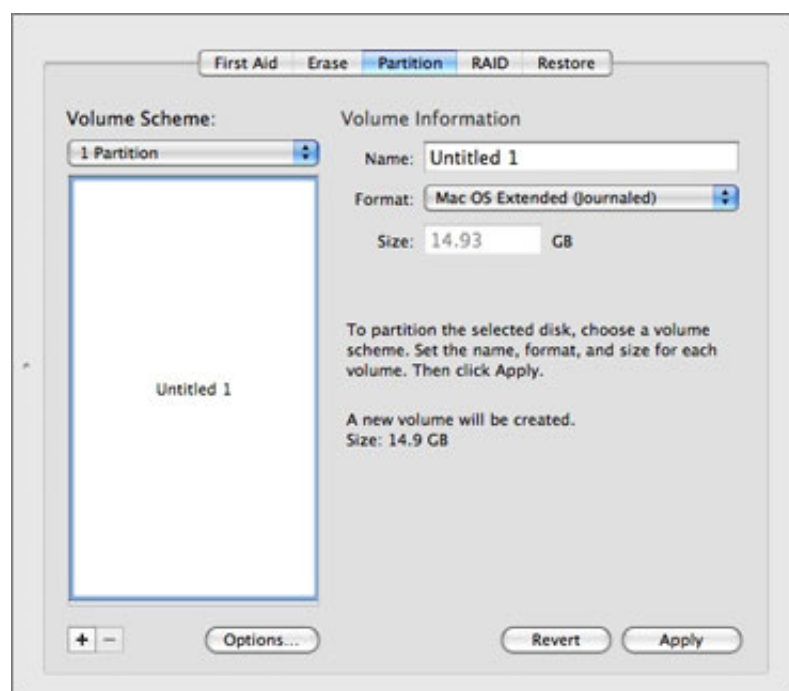 First Aid Erase Partition RAID Restore
Volume Scheme:
1 Partition
Untitled 1
Volume Information
Name: Untitled 1
Format: Mac OS Extended (Journaled)
Size: 14.93 GB
To partition the selected disk, choose a volume
scheme. Set the name, format, and size for each
volume. Then click Apply.
A new volume will be created.
Size: 14.9 GB
+ − Options... Revert Apply